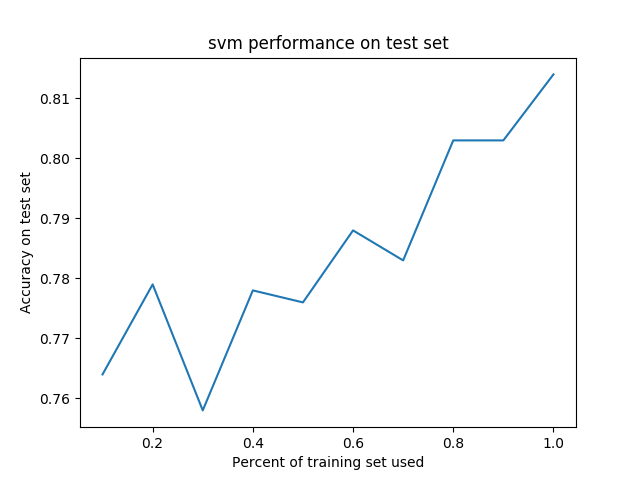 svm performance on test set
0.81
0.80
0.79
0.78
0.77
0.76
Accuracy on test set
0.2 0.4 0.6 0.8 1.0
Percent of training set used